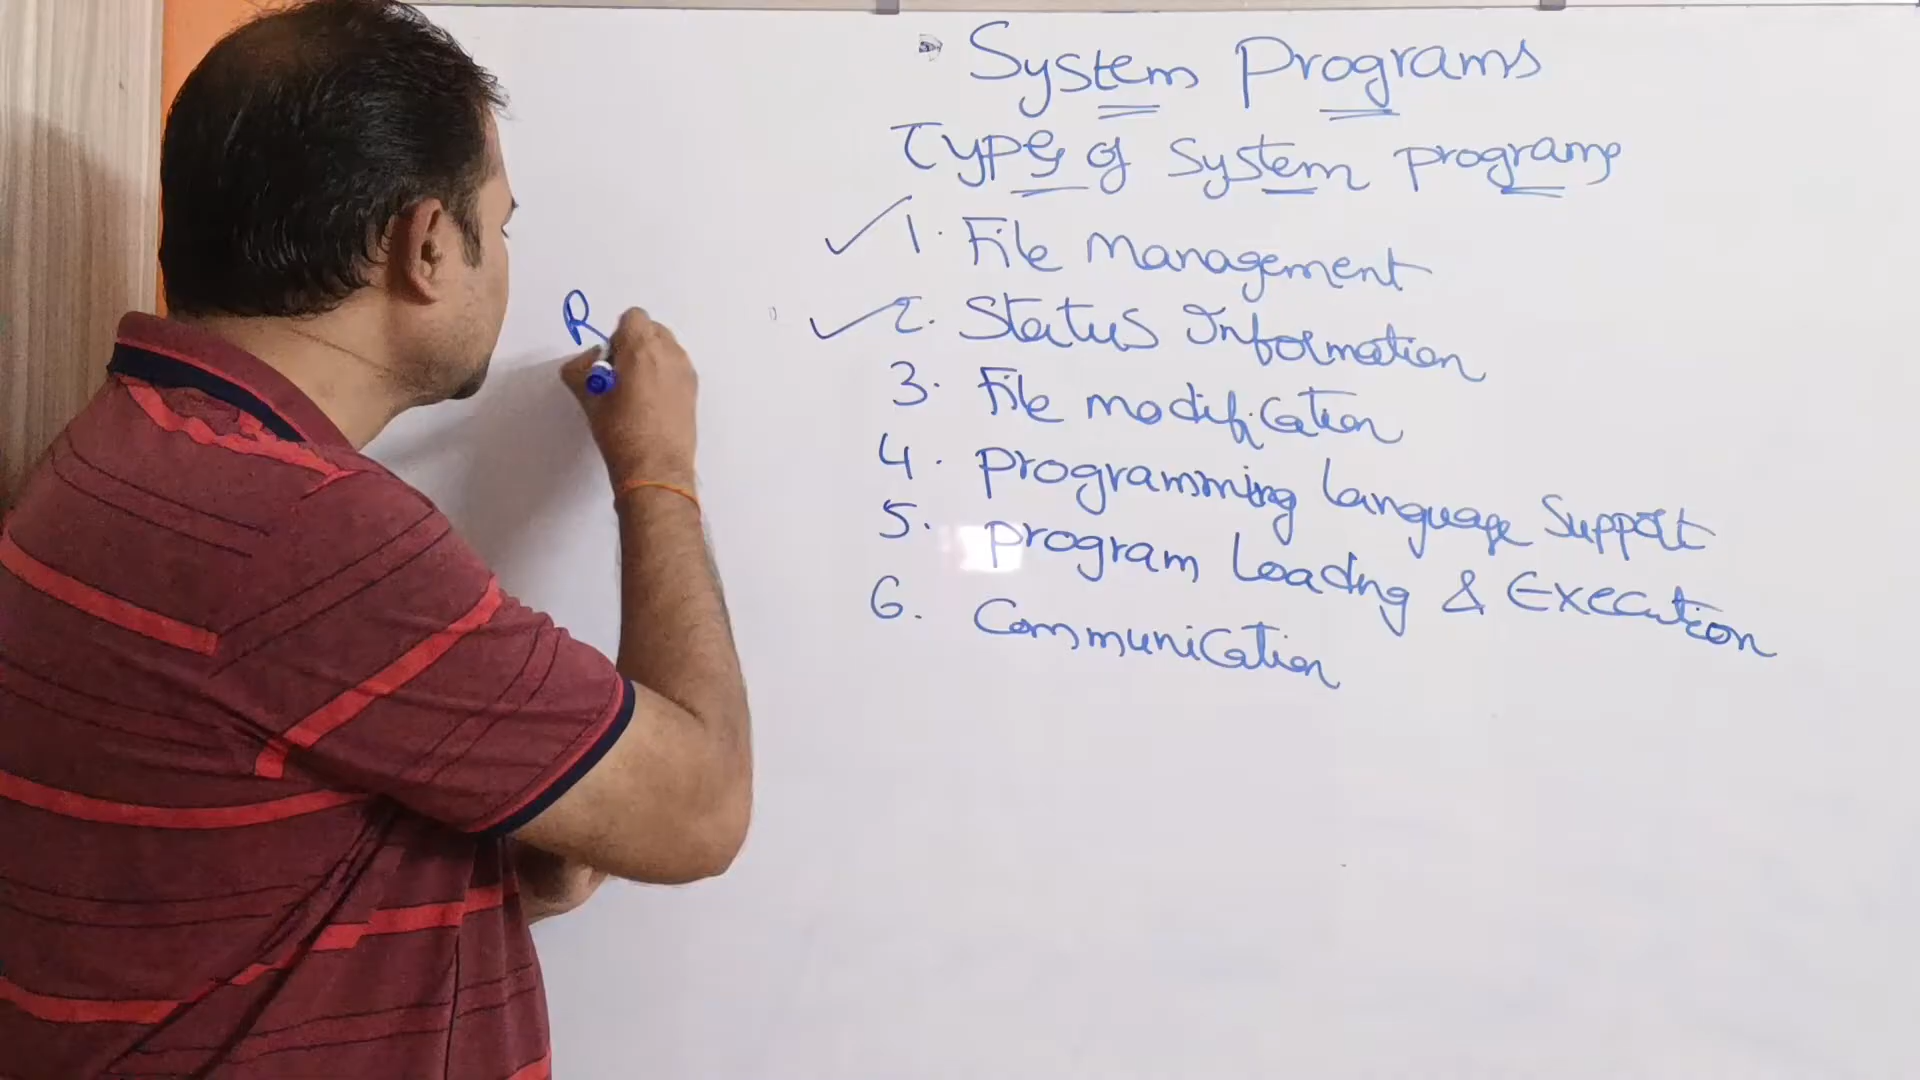 System Programs
Types of System programs
1. File Management
2. Status Information
3. File modification
4. programming language Support
5. program Loading & Execution
6. Communication
R